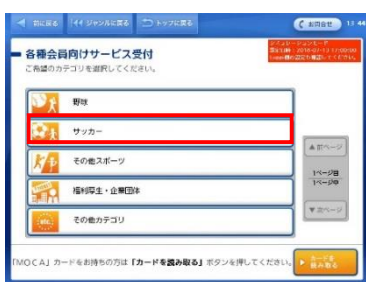 前に戻る
ジャンルに戻る
トップに戻る
お問合せ
13 44
各種会員向けサービス受付
ご希望のカテゴリを選択してください。
野球
サッカー
その他スポーツ
福利厚生・企業団体
etc.
その他カテゴリ
▲前ページ
1ページ目
1ページ中
▼次ページ
「MOCA」カードをお持ちの方は「カードを読み取る」ボタンを押してください。
カードを
読み取る